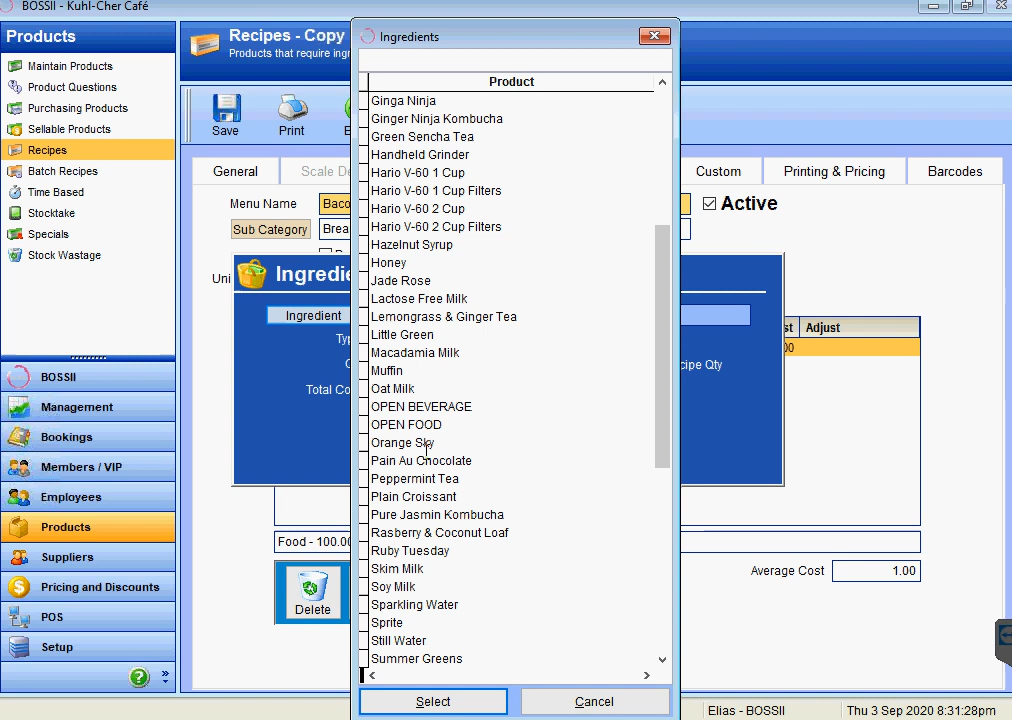 BOSSII - Kuhl-Cher Café
Products
Maintain Products
Product Questions
Purchasing Products
Sellable Products
Recipes
Batch Recipes
Time Based
Stocktake
Specials
Stock Wastage
BOSSII
Management
Bookings
Members / VIP
Employees
Products
Suppliers
Pricing and Discounts
POS
Setup
Recipes - Copy
Save
Print
General
Custom
Printing & Pricing
Barcodes
Menu Name
Active
Sub Category
Ingredient
Total Co
Adjust
Food - 100.00
Average Cost
1.00
Delete
Ingredients
Product
Ginga Ninja
Ginger Ninja Kombucha
Green Sencha Tea
Handheld Grinder
Hario V-60 1 Cup
Hario V-60 1 Cup Filters
Hario V-60 2 Cup
Hario V-60 2 Cup Filters
Hazelnut Syrup
Honey
Jade Rose
Lactose Free Milk
Lemongrass & Ginger Tea
Little Green
Macadamia Milk
Muffin
Oat Milk
OPEN BEVERAGE
OPEN FOOD
Orange Sky
Pain Au Chocolate
Peppermint Tea
Plain Croissant
Pure Jasmin Kombucha
Rasberry & Coconut Loaf
Ruby Tuesday
Skim Milk
Soy Milk
Sparkling Water
Sprite
Still Water
Summer Greens
Select
Cancel
Elias - BOSSII
Thu 3 Sep 2020 8:31:28pm